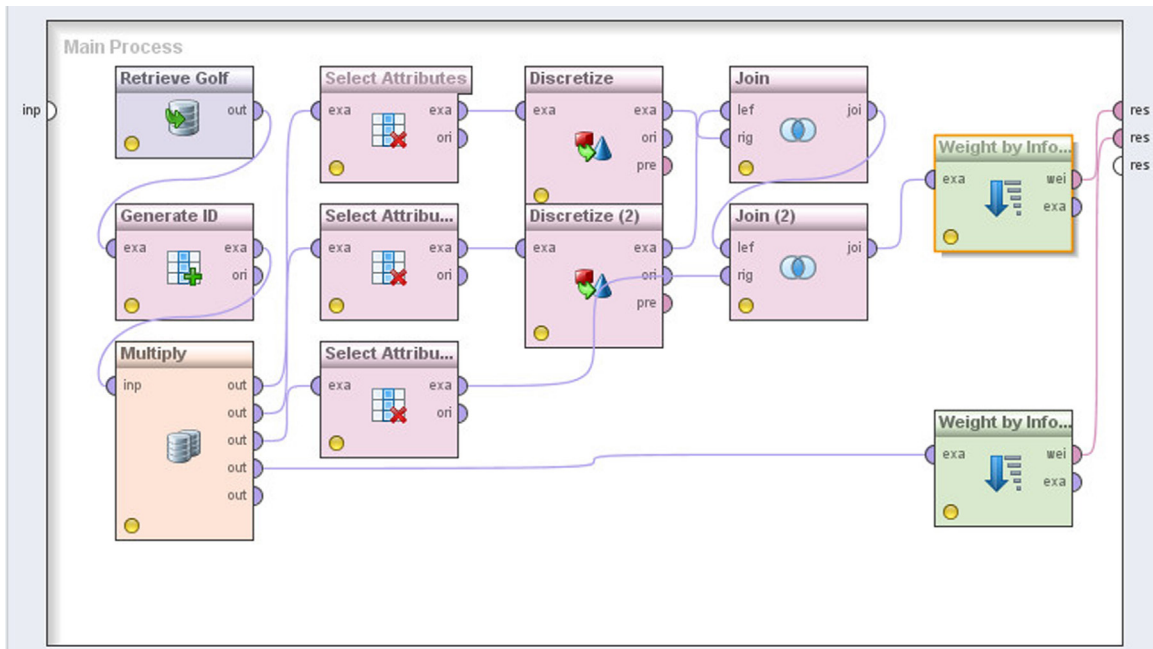 Main Process
Retrieve Golf
Select Attributes
Discretize
Join
inp
out
exa
exa
exa
exa
lef
joi
res
ori
ori
rig
res
pre
Weight by Info...
res
exa
wei
exa
Generate ID
Select Attribu...
Discretize (2)
Join (2)
exa
exa
exa
exa
exa
exa
lef
joi
ori
ori
ori
rig
pre
Multiply
Select Attribu...
inp
out
exa
exa
out
ori
Weight by Info...
out
out
exa
wei
out
exa